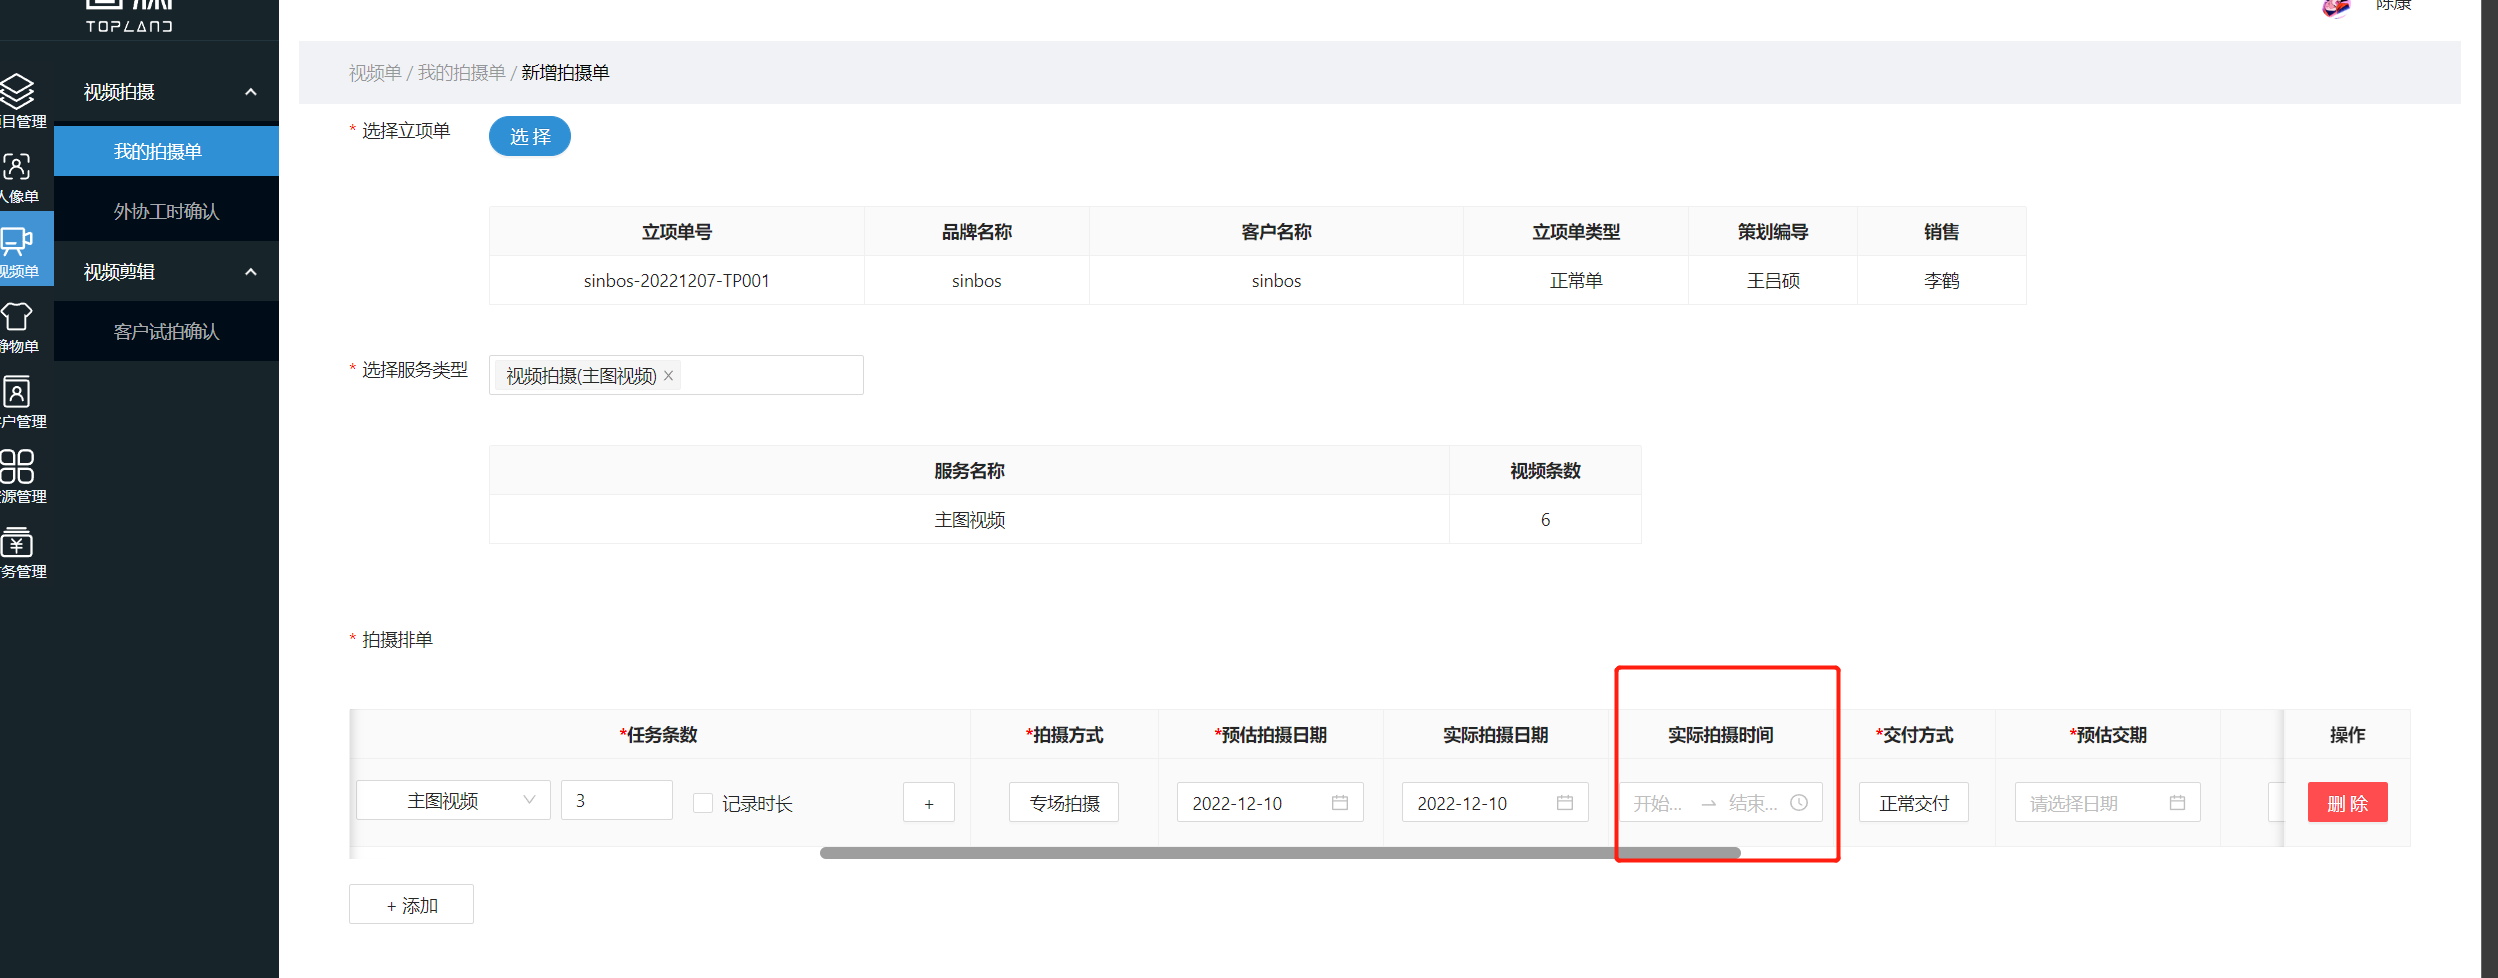 TOPLAND
陈康
视频单 / 我的拍摄单 / 新增拍摄单
目管理
人像单
视频单
静物单
户管理
源管理
务管理
视频拍摄
我的拍摄单
外协工时确认
视频剪辑
客户试拍确认
* 选择立项单
选 择
立项单号 品牌名称 客户名称 立项单类型 策划编导 销售
sinbos-20221207-TP001 sinbos sinbos 正常单 王吕硕 李鹤
* 选择服务类型
视频拍摄(主图视频) ×
服务名称 视频条数
主图视频 6
* 拍摄排单
*任务条数 *拍摄方式 *预估拍摄日期 实际拍摄日期 实际拍摄时间 *交付方式 *预估交期 操作
主图视频 3 记录时长 + 专场拍摄 2022-12-10 2022-12-10 开始... → 结束... 正常交付 请选择日期 删 除
+ 添加